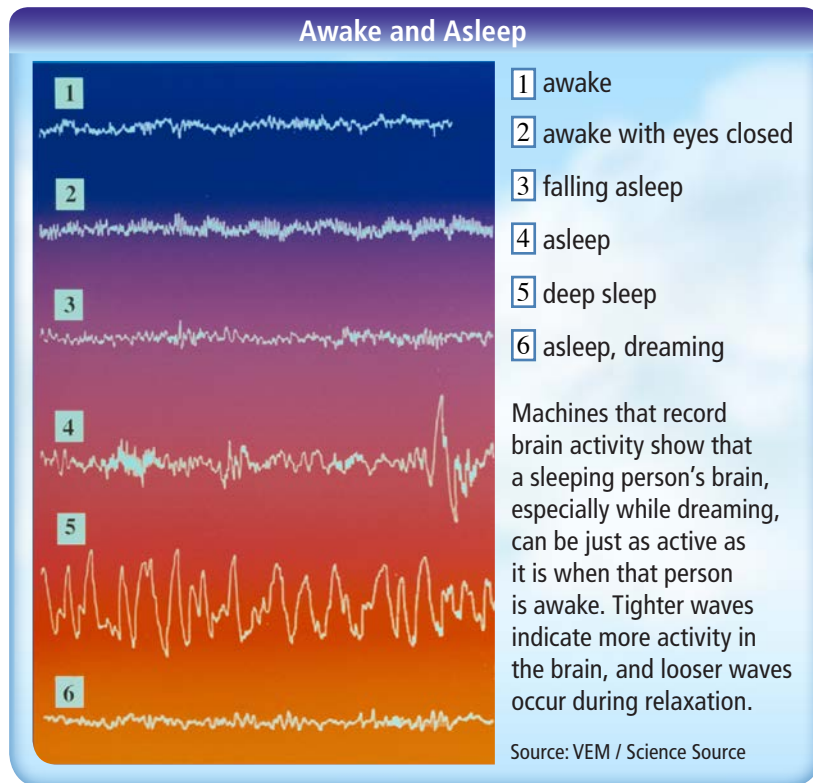 Awake and Asleep
1
2
3
4
5
6
1 awake
2 awake with eyes closed
3 falling asleep
4 asleep
5 deep sleep
6 asleep, dreaming
Machines that record
brain activity show that
a sleeping person’s brain,
especially while dreaming,
can be just as active as
it is when that person
is awake. Tighter waves
indicate more activity in
the brain, and looser waves
occur during relaxation.
Source: VEM / Science Source